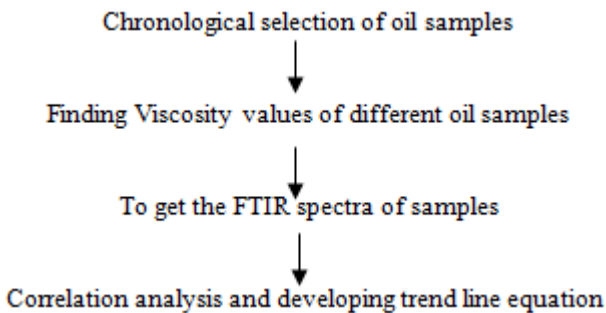 Chronological selection of oil samples
Finding Viscosity values of different oil samples
To get the FTIR spectra of samples
Correlation analysis and developing trend line equation